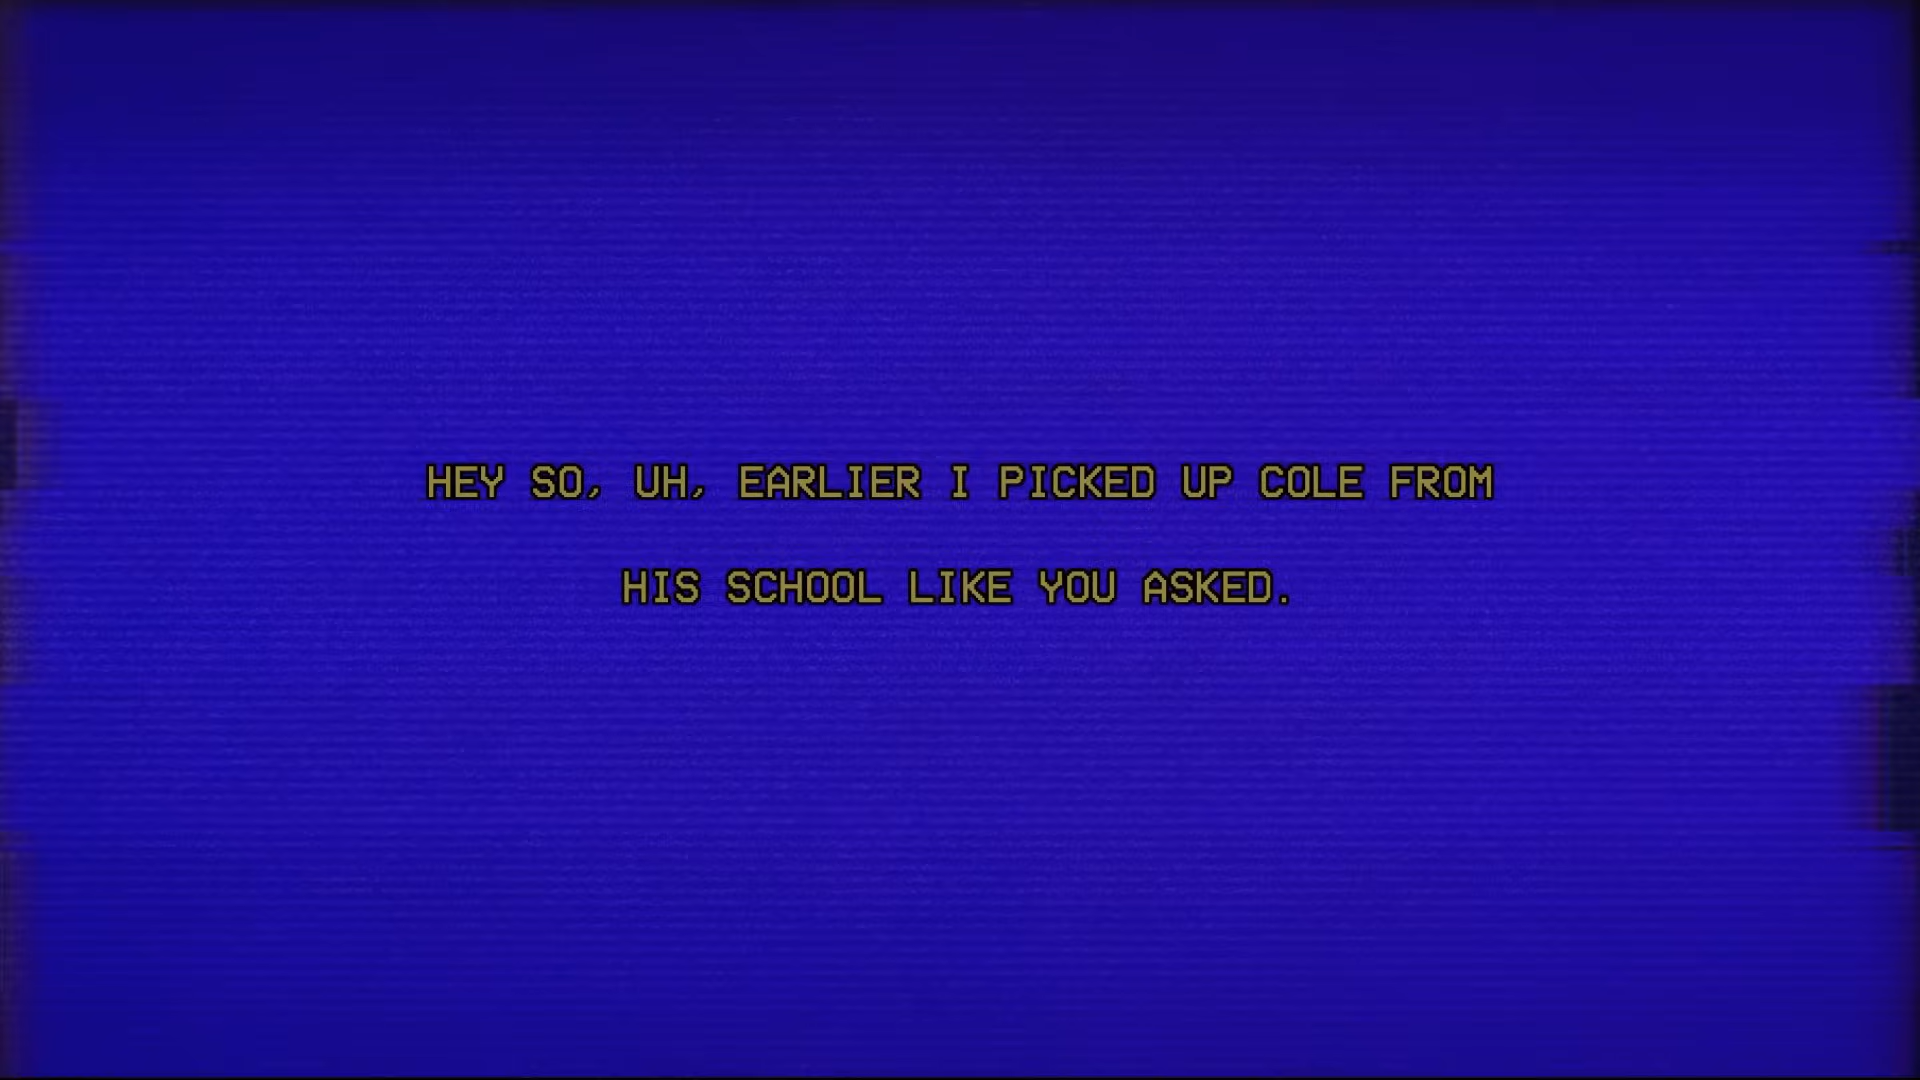 HEY SO, UH, EARLIER I PICKED UP COLE FROM
HIS SCHOOL LIKE YOU ASKED.